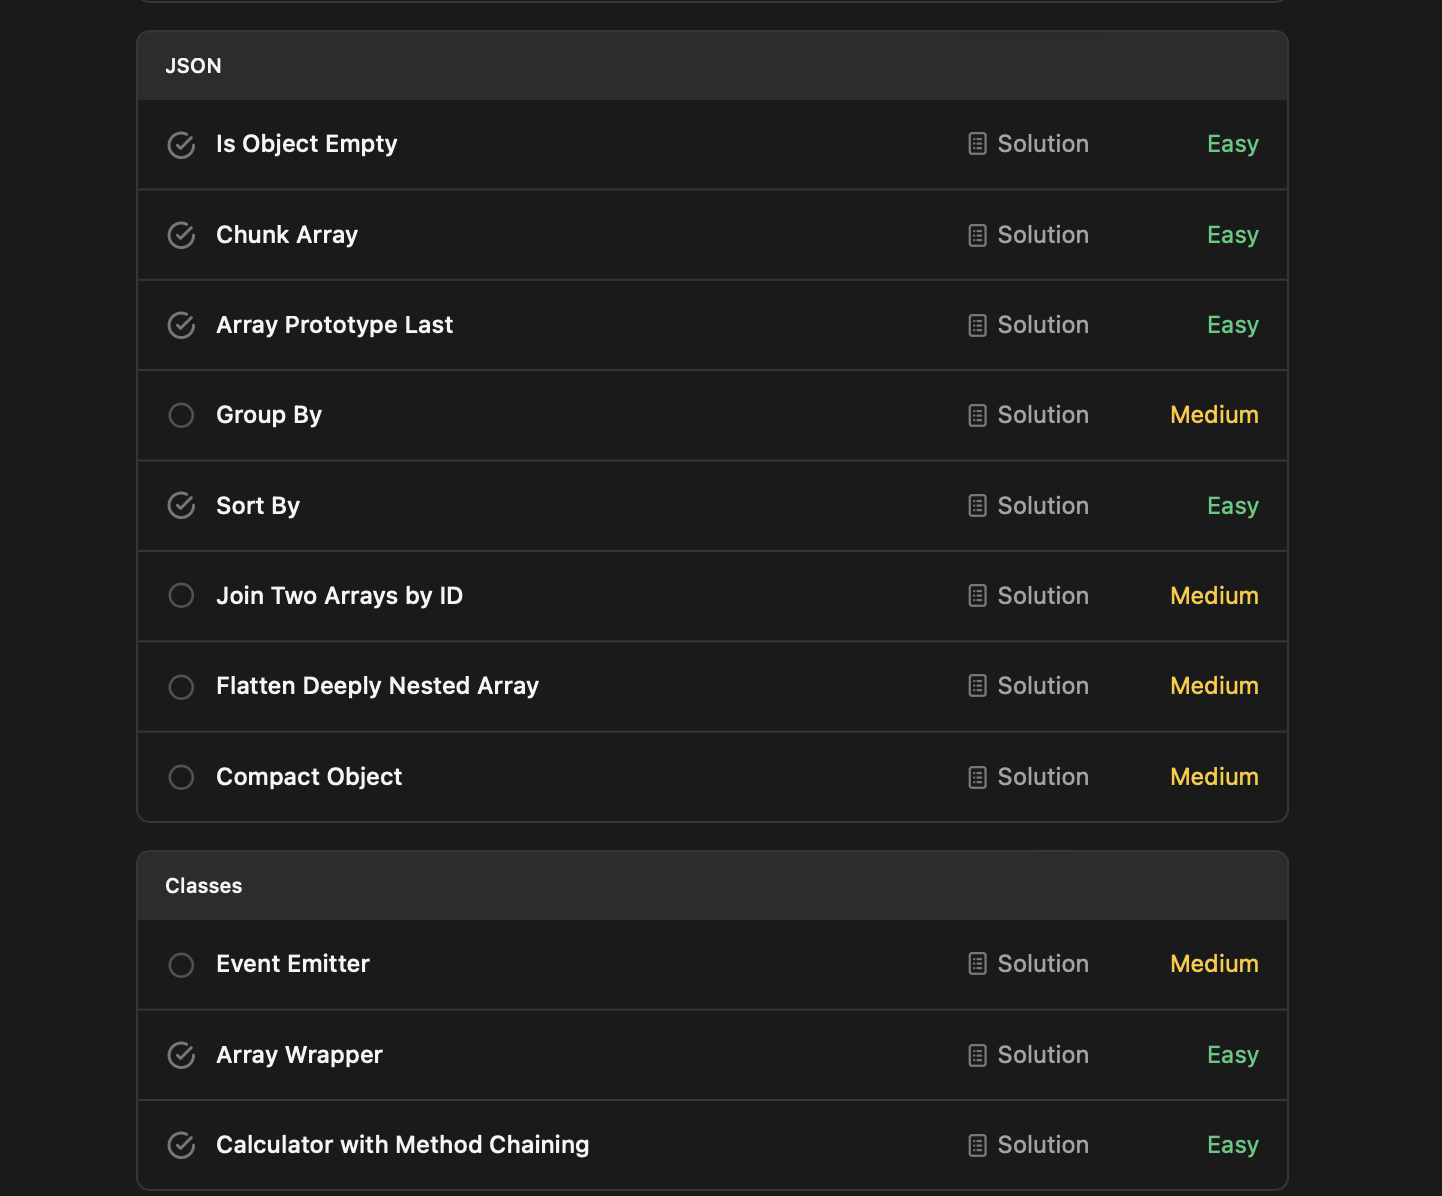 JSON
Is Object Empty Solution Easy
Chunk Array Solution Easy
Array Prototype Last Solution Easy
Group By Solution Medium
Sort By Solution Easy
Join Two Arrays by ID Solution Medium
Flatten Deeply Nested Array Solution Medium
Compact Object Solution Medium
Classes
Event Emitter Solution Medium
Array Wrapper Solution Easy
Calculator with Method Chaining Solution Easy